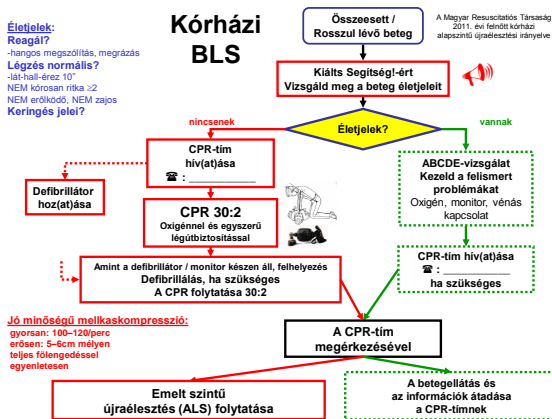 Életjelek:
Reagál?
-hangos megszólítás, megrázás
Légzés normális?
-lát-hall-érez 10”
NEM kórosan ritka ≥2
NEM erőlködő, NEM zajos
Keringés jelei?
Kórházi
BLS
Összeesett /
Rosszul lévő beteg
A Magyar Resuscitatiós Társaság
2011. évi felnőtt kórházi
alapszintű újraélesztési irányelve
Kiálts Segítség!-ért
Vizsgáld meg a beteg életjeleit
nincsenek
Életjelek?
vannak
CPR-tím
hív(at)ása
☎ : ___________
Defibrillátor
hoz(at)ása
CPR 30:2
Oxigénnel és egyszerű
légútbiztosítással
ABCDE-vizsgálat
Kezeld a felismert
problémákat
Oxigén, monitor, vénás
kapcsolat
CPR-tím hív(at)ása
☎ : ___________
ha szükséges
Amint a defibrillátor / monitor készen áll, felhelyezés
Defibrillálás, ha szükséges
A CPR folytatása 30:2
Jó minőségű mellkaskompresszió:
gyorsan: 100–120/perc
erősen: 5–6cm mélyen
teljes fölengedéssel
egyenletesen
A CPR-tím
megérkezésével
Emelt szintű
újraélesztés (ALS) folytatása
A betegellátás és
az információk átadása
a CPR-tímnek